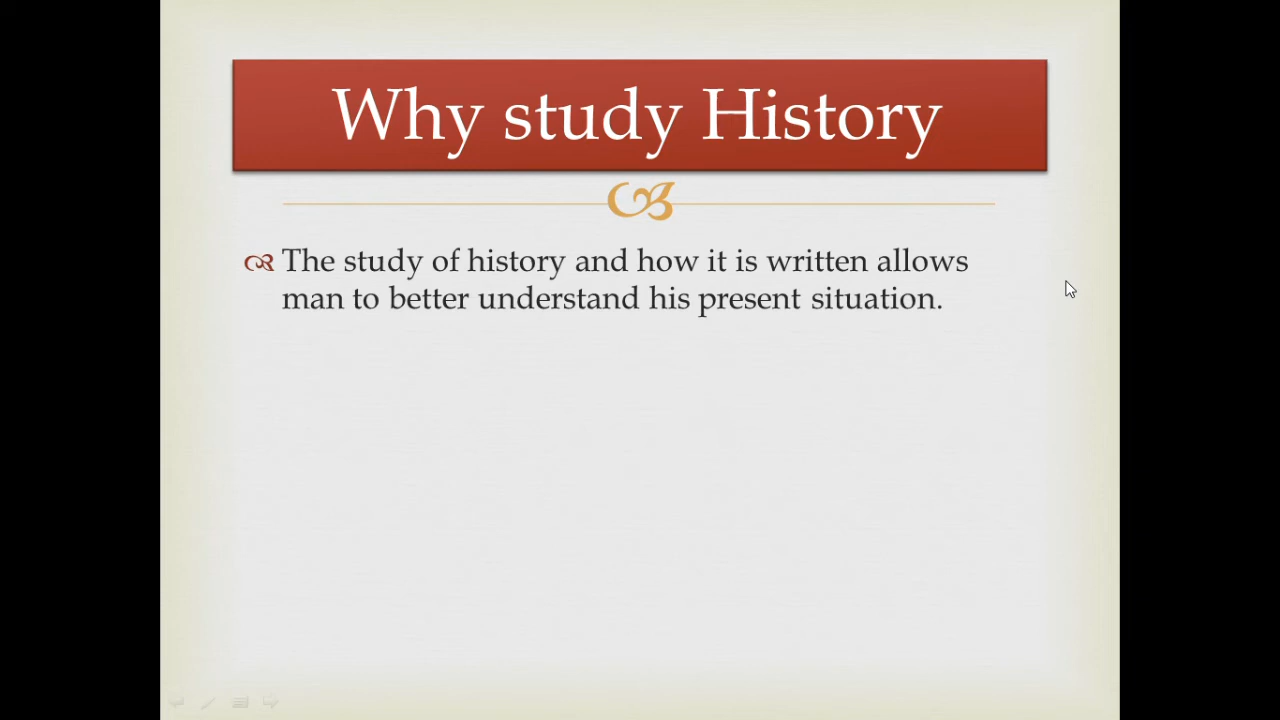 Why study History
The study of history and how it is written allows
man to better understand his present situation.